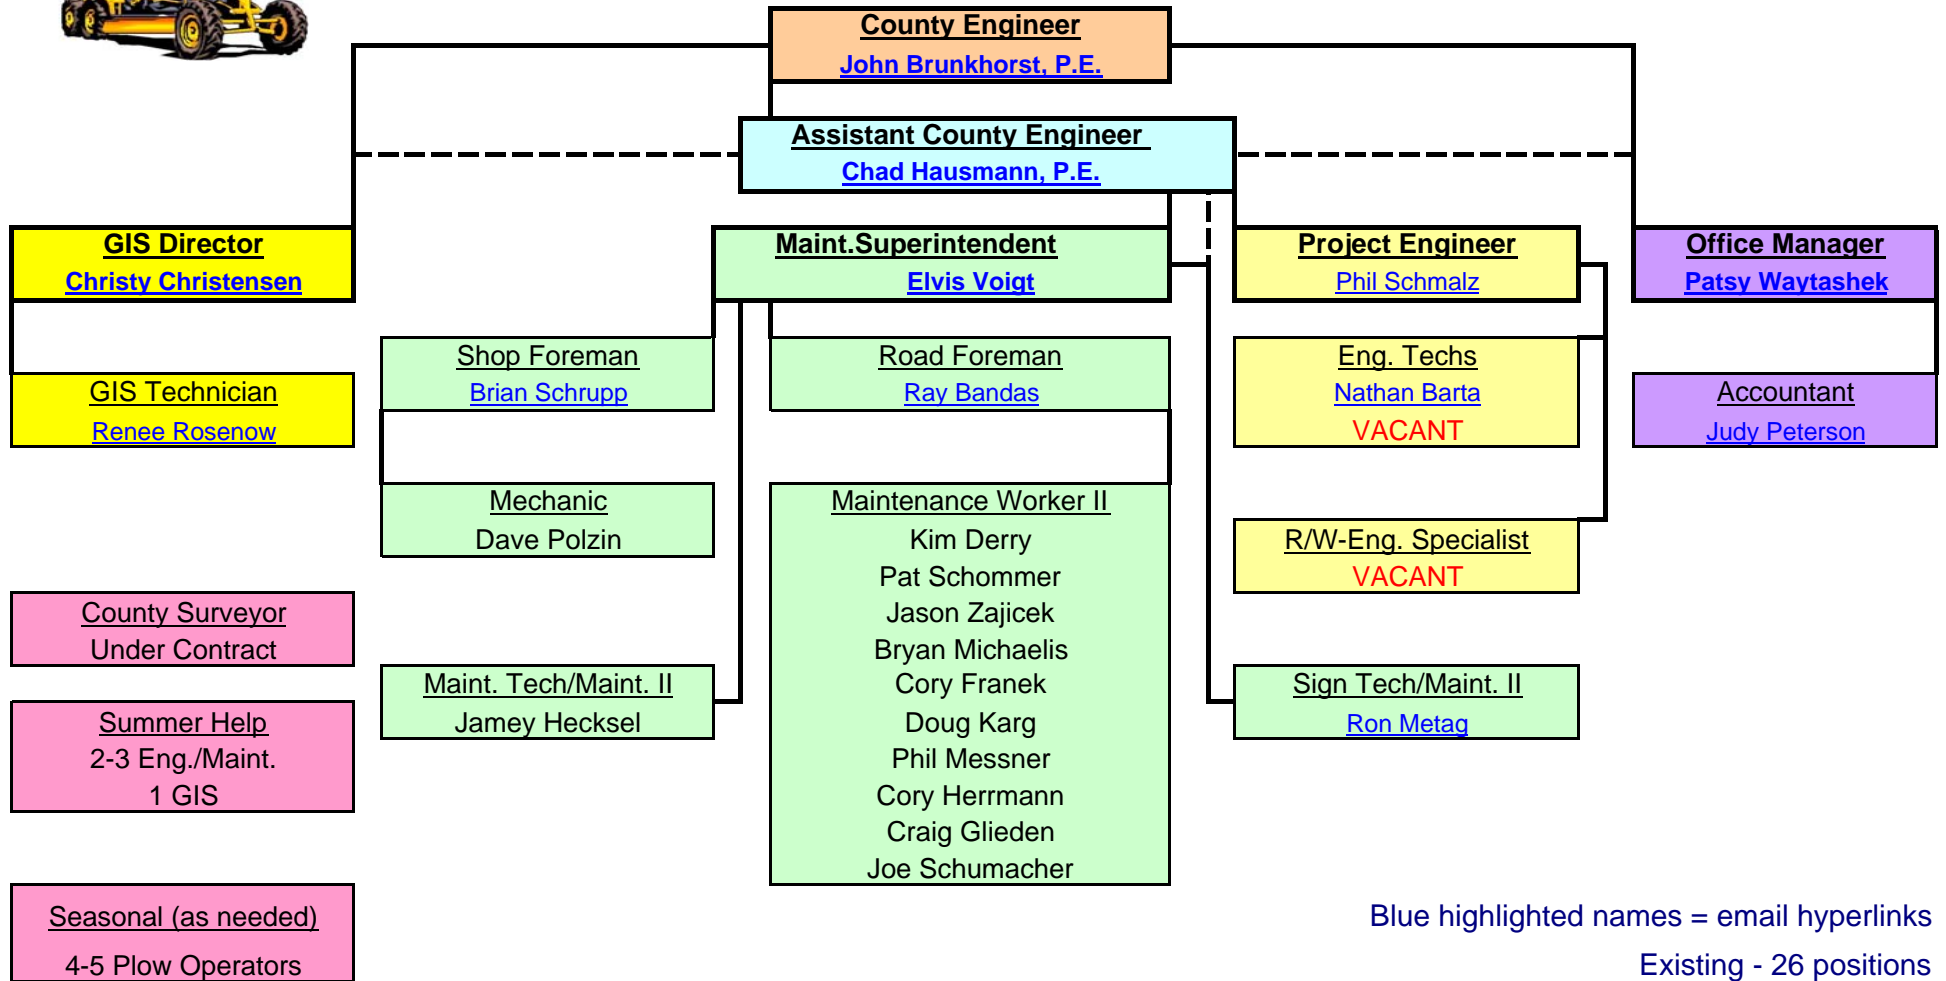 County Engineer
John Brunkhorst, P.E.
Assistant County Engineer
Chad Hausmann, P.E.
GIS Director
Christy Christensen
Maint.Superintendent
Elvis Voigt
Project Engineer
Phil Schmalz
Office Manager
Patsy Waytashek
Shop Foreman
Brian Schrupp
Road Foreman
Ray Bandas
Eng. Techs
Nathan Barta
VACANT
GIS Technician
Renee Rosenow
Accountant
Judy Peterson
Mechanic
Dave Polzin
Maintenance Worker II
Kim Derry
Pat Schommer
Jason Zajicek
Bryan Michaelis
Cory Franek
Doug Karg
Phil Messner
Cory Herrmann
Craig Glieden
Joe Schumacher
R/W-Eng. Specialist
VACANT
County Surveyor
Under Contract
Maint. Tech/Maint. II
Jamey Hecksel
Sign Tech/Maint. II
Ron Metag
Summer Help
2-3 Eng./Maint.
1 GIS
Seasonal (as needed)
4-5 Plow Operators
Blue highlighted names = email hyperlinks
Existing - 26 positions